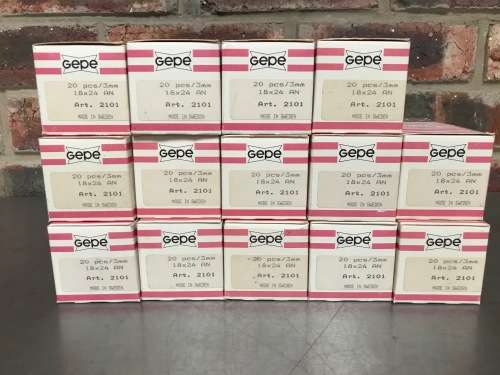 Gepe
20 pcs/3mm
18x24 AN
Art. 2101
MADE IN SWEDEN
Gepe
20 pcs/3mm
18x24 AN
Art. 2101
MADE IN SWEDEN
Gepe
20 pcs/3mm
18x24 AN
Art. 2101
MADE IN SWEDEN
Gepe
20 pcs/3mm
18x24 AN
Art. 2101
MADE IN SWEDEN
Gepe
20 pcs/3mm
18x24 AN
Art. 2101
MADE IN SWEDEN
Gepe
20 pcs/3mm
18x24 AN
Art. 2101
MADE IN SWEDEN
Gepe
20 pcs/3mm
18x24 AN
Art. 2101
MADE IN SWEDEN
Gepe
20 pcs/3mm
18x24 AN
Art. 2101
MADE IN SWEDEN
Gepe
20 pcs/3mm
18x24 AN
Art. 2101
MADE IN SWEDEN
Gepe
20 pcs/3mm
18x24 AN
Art. 2101
MADE IN SWEDEN
Gepe
20 pcs/3mm
18x24 AN
Art. 2101
MADE IN SWEDEN
Gepe
20 pcs/3mm
18x24 AN
Art. 2101
MADE IN SWEDEN
Gepe
20 pcs/3mm
18x24 AN
Art. 2101
MADE IN SWEDEN
Gepe
20 pcs/3mm
18x24 AN
Art. 2101
MADE IN SWEDEN